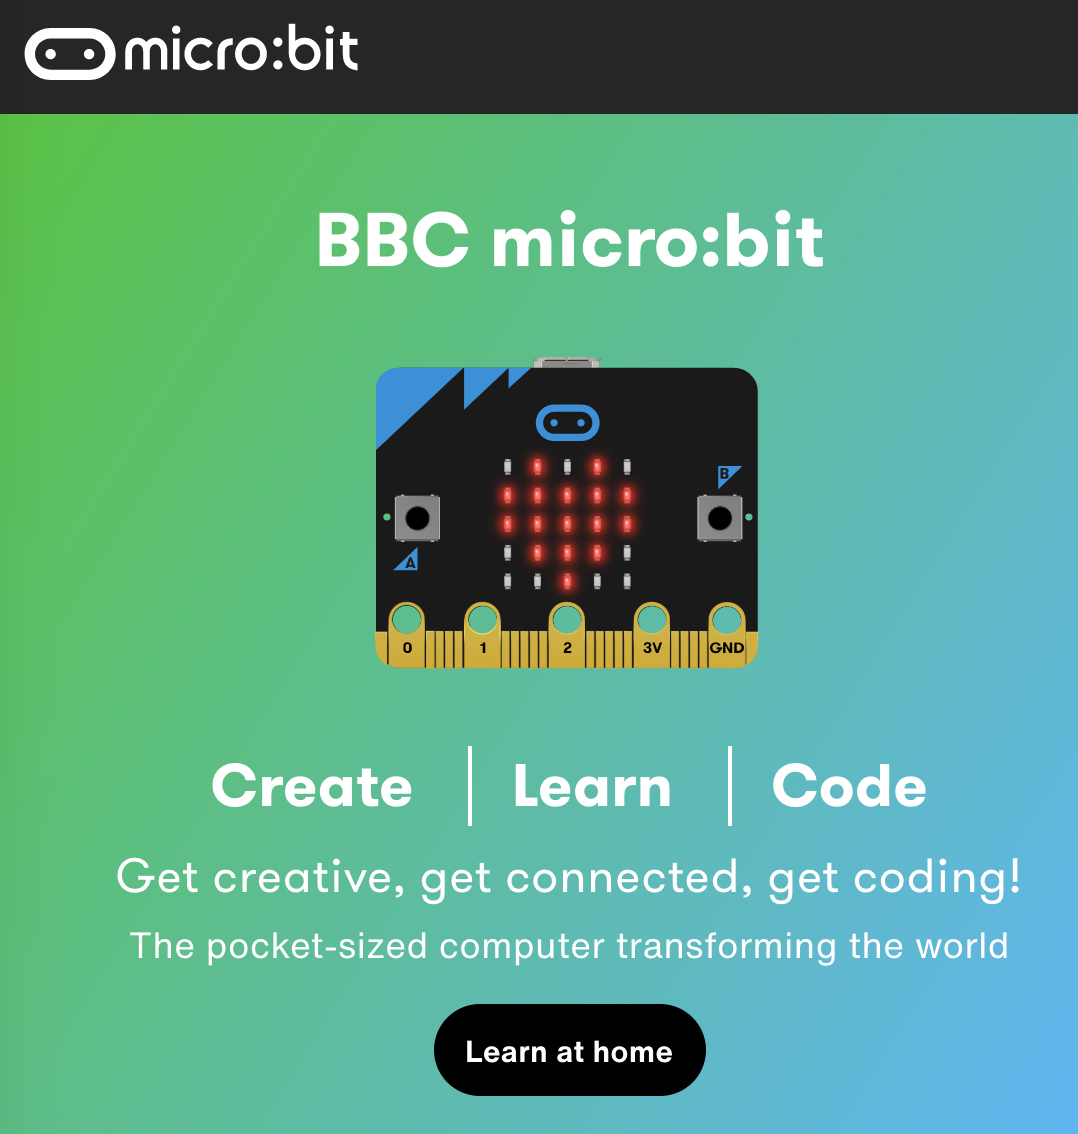 micro:bit
BBC micro:bit
B
A
0 1 2 3V GND
Create Learn Code
Get creative, get connected, get coding!
The pocket-sized computer transforming the world
Learn at home